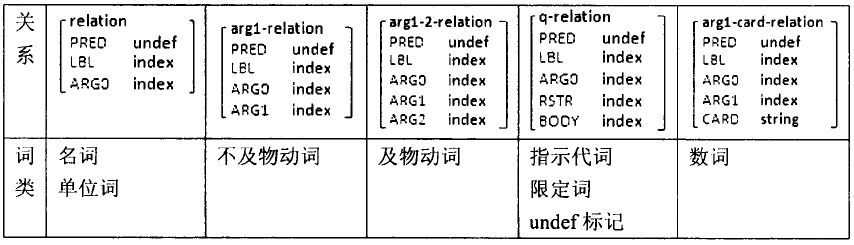 关系
relation
PRED undef
LBL index
ARG0 index
arg1-relation
PRED undef
LBL index
ARG0 index
ARG1 index
arg1-2-relation
PRED undef
LBL index
ARG0 index
ARG1 index
ARG2 index
q-relation
PRED undef
LBL index
ARG0 index
RSTR index
BODY index
arg1-card-relation
PRED undef
LBL index
ARG0 index
ARG1 index
CARD string
词类
名词
单位词
不及物动词
及物动词
指示代词
限定词
undef 标记
数词